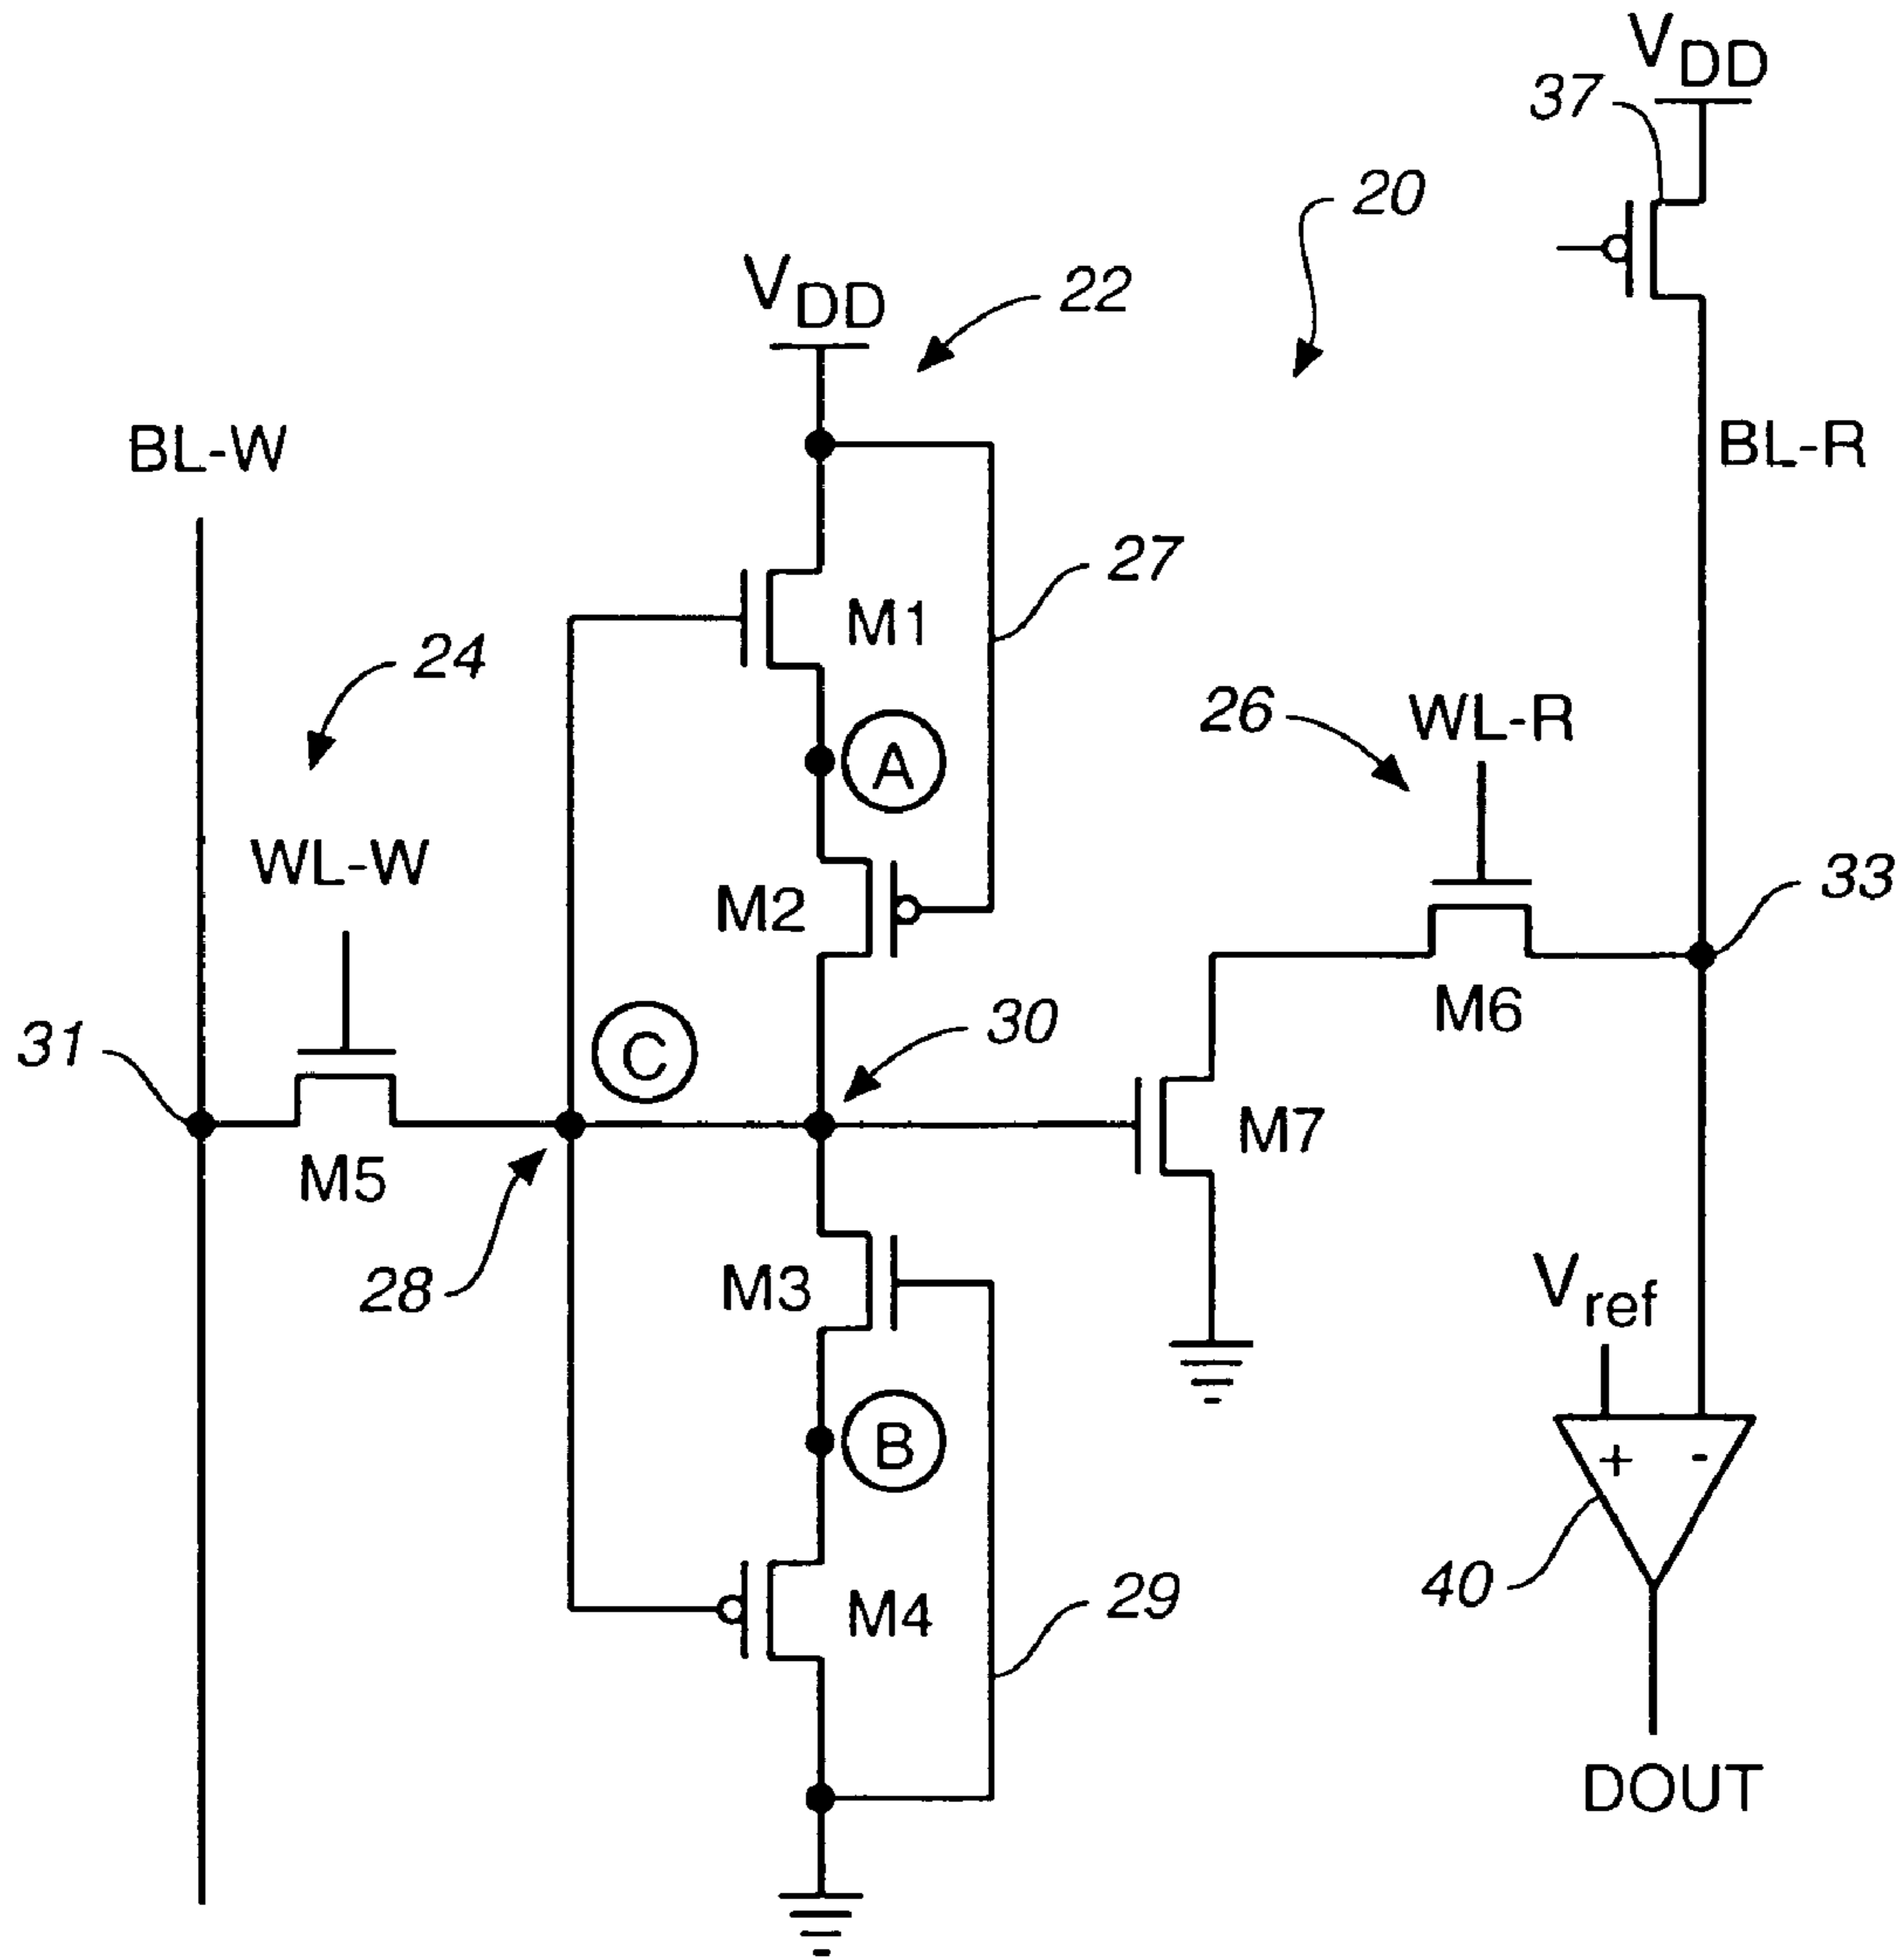 VDD
37
20
VDD
22
BL-W
BL-R
27
M1
24
26
WL-R
A
WL-W
M2
33
30
M6
31
C
M7
M5
28
M3
Vref
B
+ -
40
29
M4
DOUT